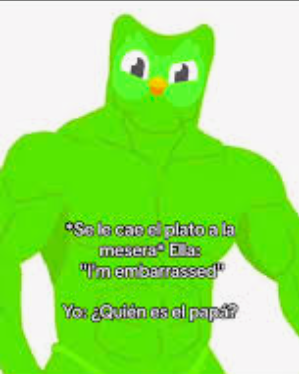 *Se le cae el plato a la
mesera* Ella:
"I'm embarrassed"
Yo: ¿Quién es el papá?